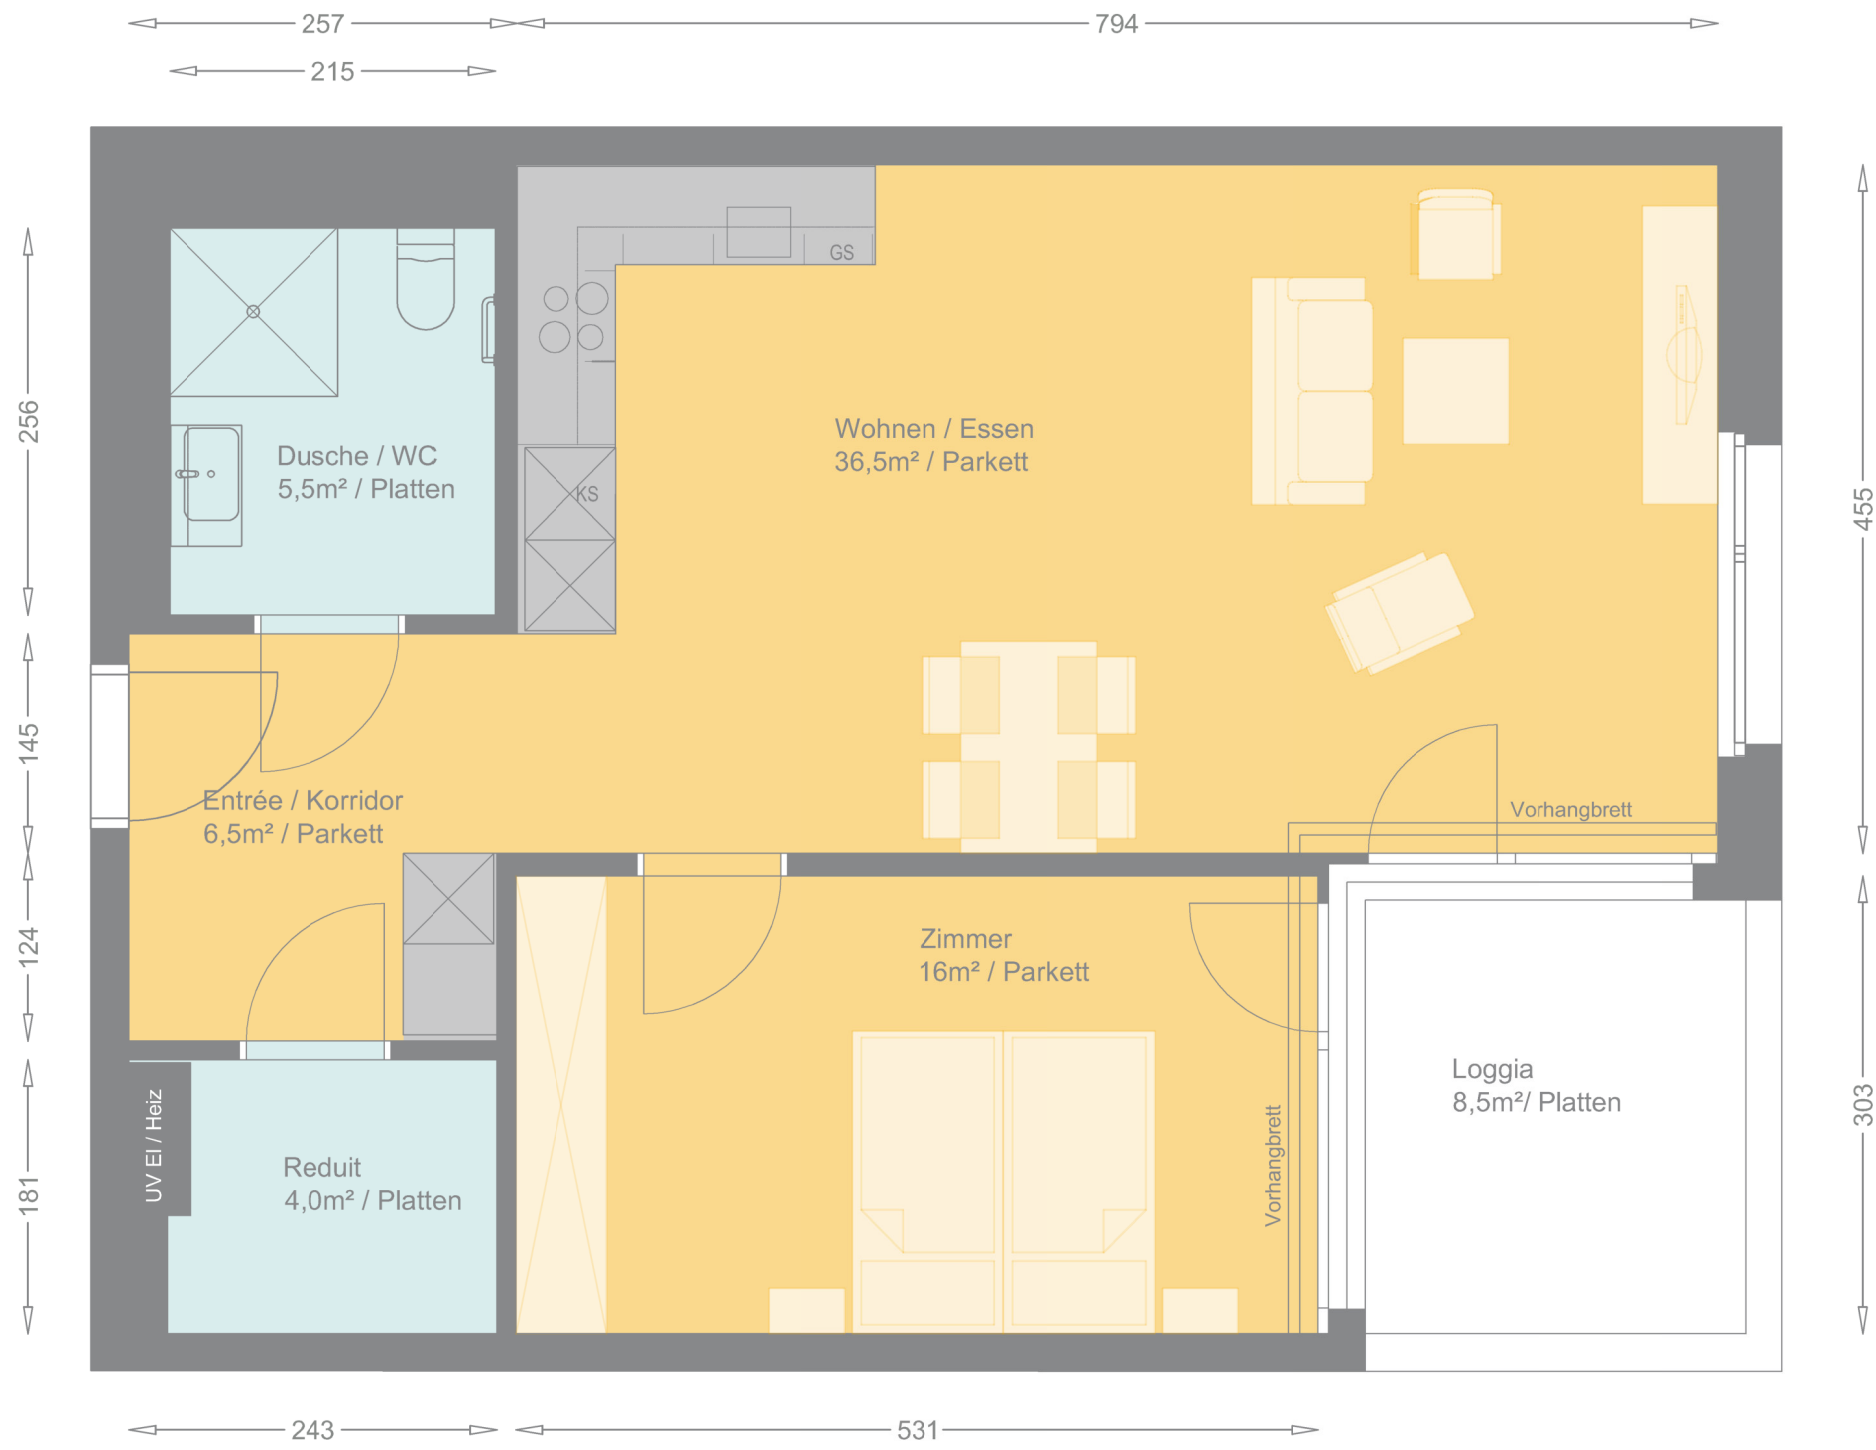 257
794
215
GS
256
Dusche / WC
5,5m² / Platten
KS
Wohnen / Essen
36,5m² / Parkett
455
145
Entrée / Korridor
6,5m² / Parkett
Vorhangbrett
124
Zimmer
16m² / Parkett
Loggia
8,5m²/ Platten
303
UV El / Heiz
Reduit
4,0m² / Platten
181
Vorhangbrett
243
531